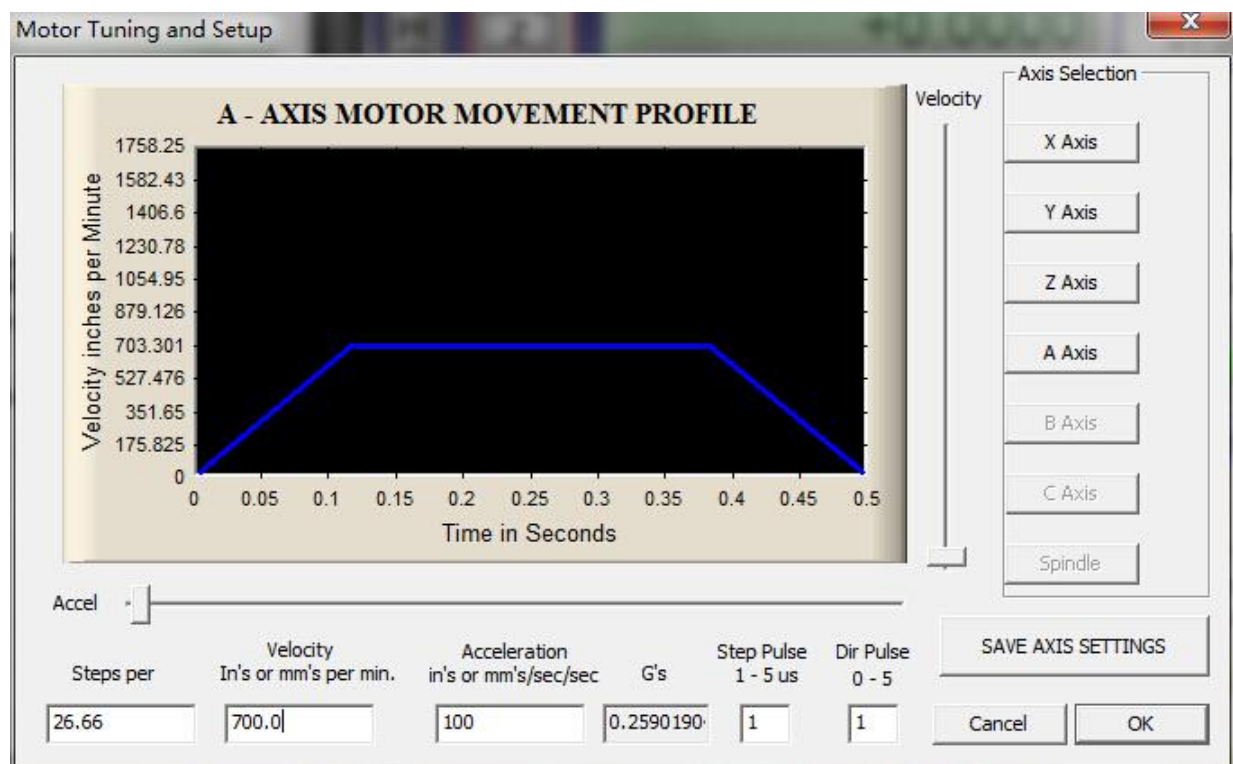 Motor Tuning and Setup
+0.0000
Z
A - AXIS MOTOR MOVEMENT PROFILE
Velocity inches per Minute
1758.25
1582.43
1406.6
1230.78
1054.95
879.126
703.301
527.476
351.65
175.825
0
0 0.05 0.1 0.15 0.2 0.25 0.3 0.35 0.4 0.45 0.5
Time in Seconds
Velocity
Axis Selection
X Axis
Y Axis
Z Axis
A Axis
B Axis
C Axis
Spindle
Accel
Steps per
26.66
Velocity
In's or mm's per min.
700.0
Acceleration
in's or mm's/sec/sec
100
G's
0.2590190
Step Pulse
1 - 5 us
1
Dir Pulse
0 - 5
1
SAVE AXIS SETTINGS
Cancel
OK